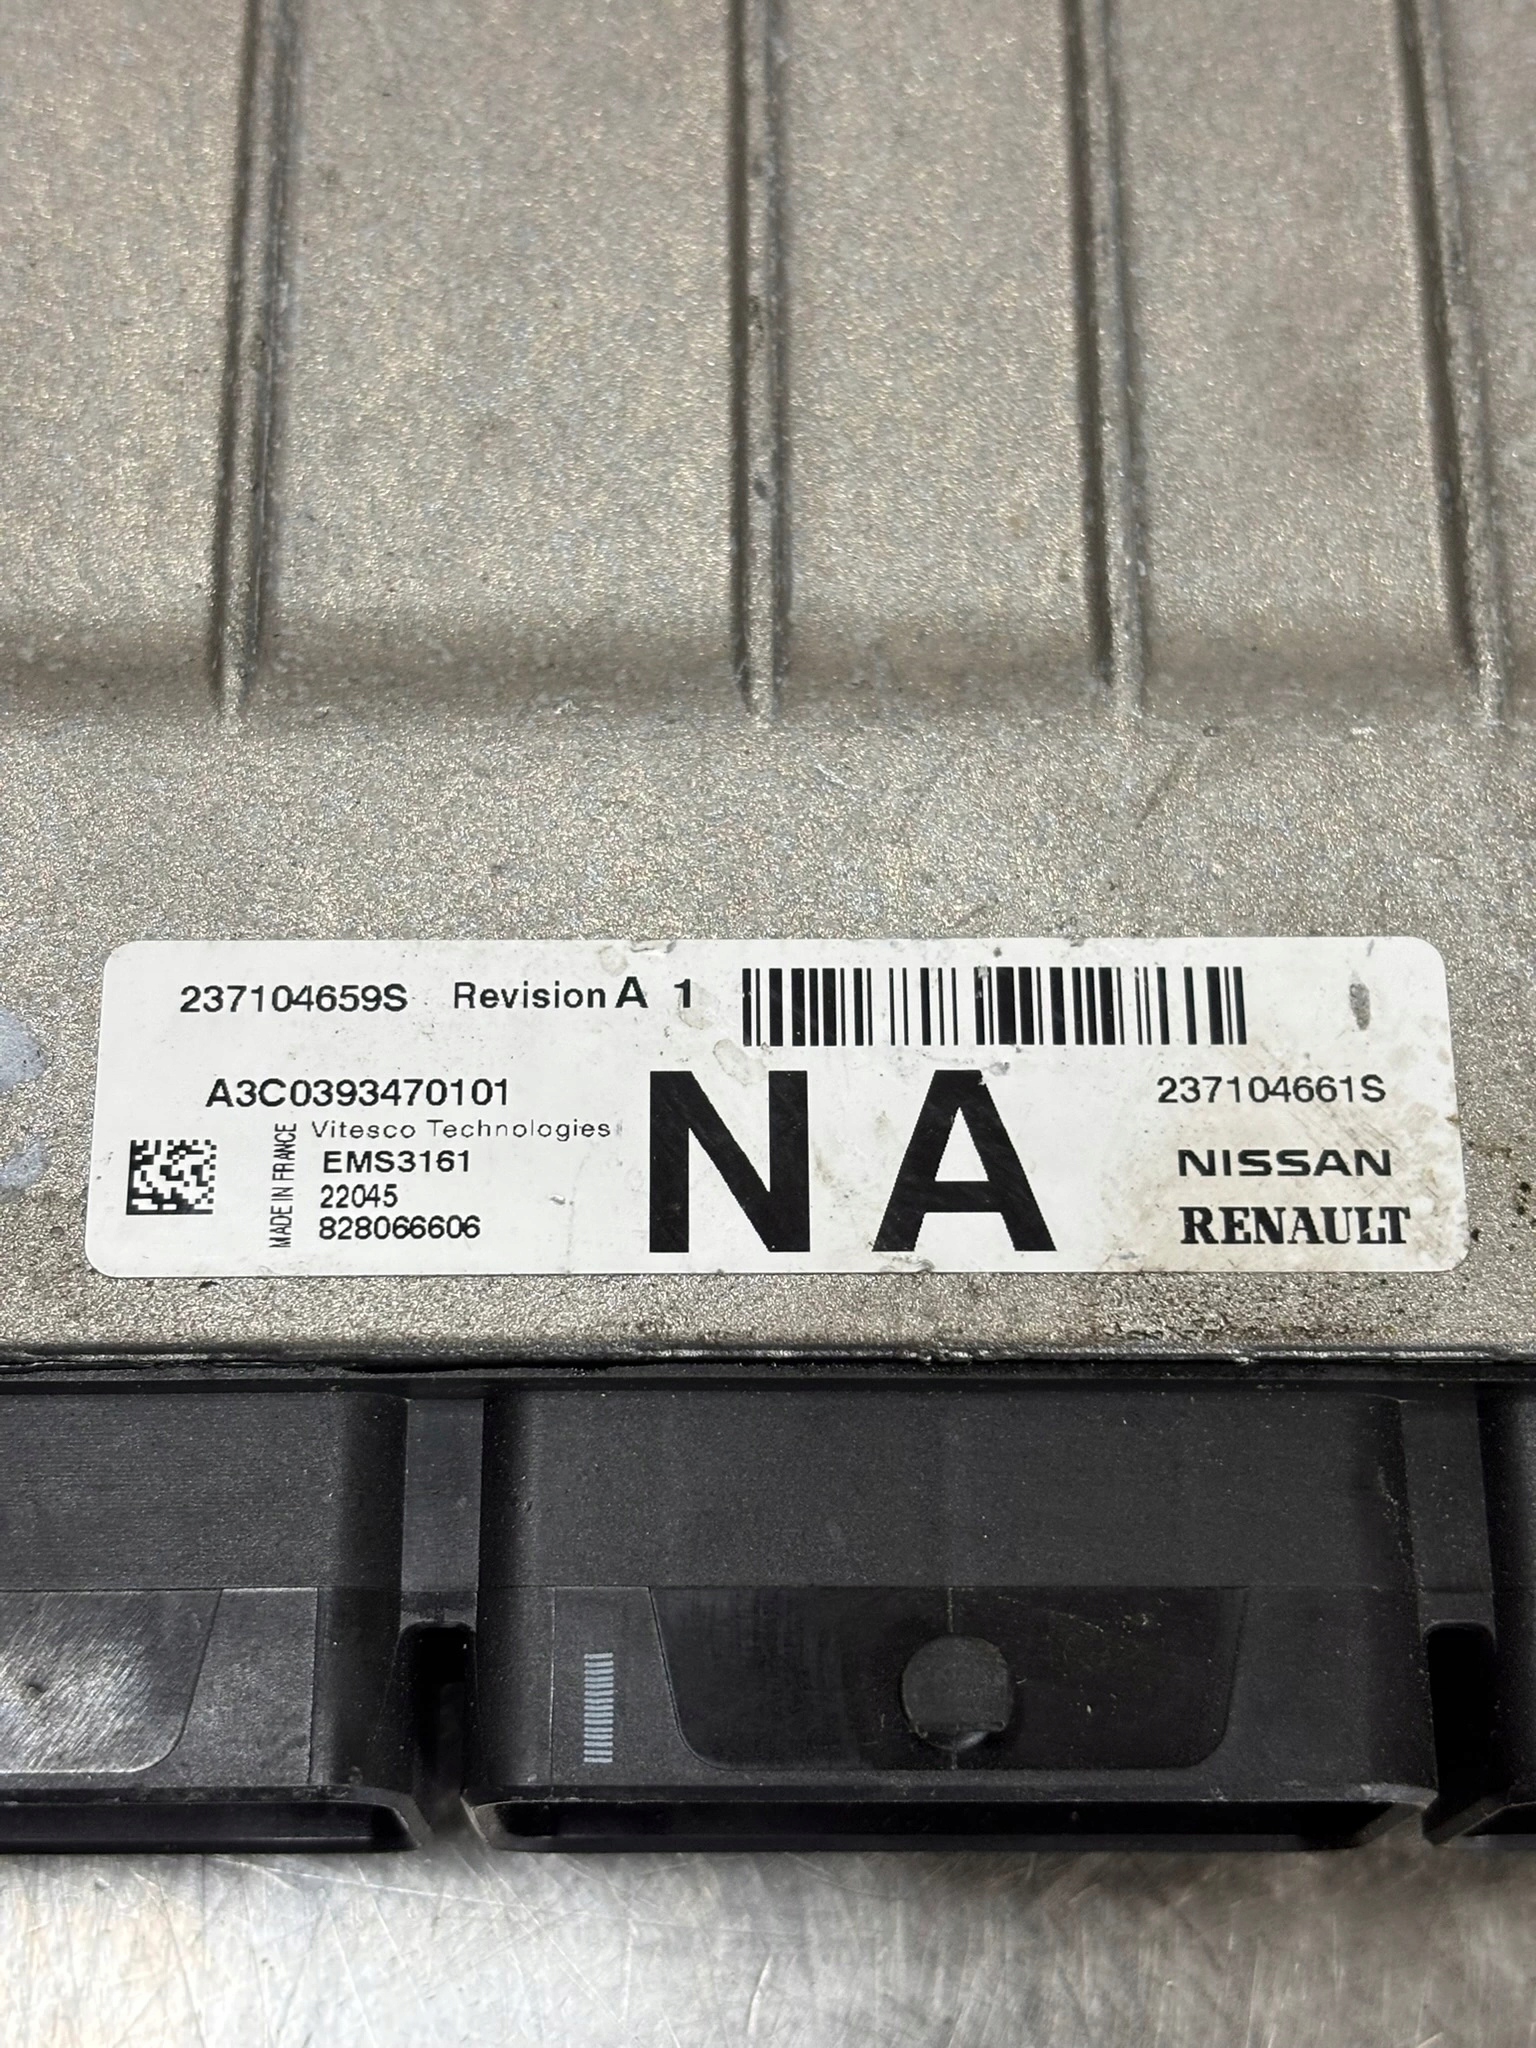 237104659S Revision A 1
A3C0393470101
Vitesco Technologies
MADE IN FRANCE
EMS3161
22045
828066606
NA
237104661S
NISSAN
RENAULT